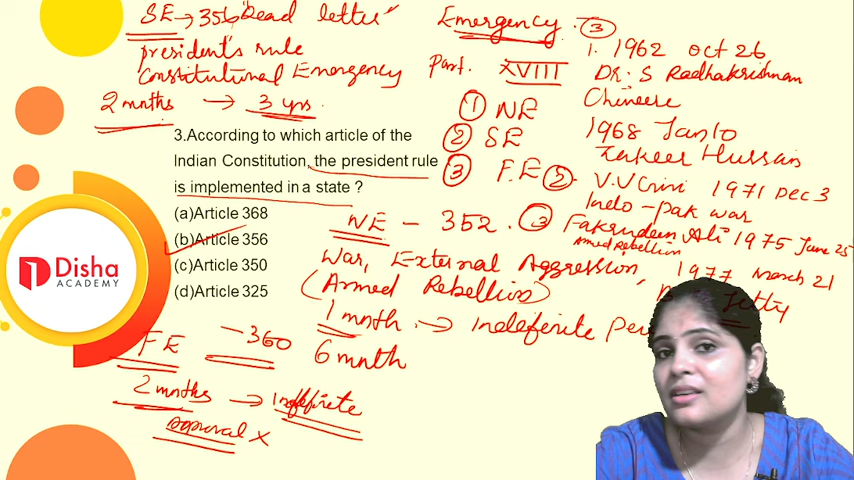 SE → 356 "Dead letter"
president's rule
Constitutional Emergency
2 mnths → 3 yrs.
Emergency. 3
Part XVIII
1 NE
2 SE
3 F.E
1. 1962 Oct 26
Dr. S Radhakrishnan
Chineese
1968 Jan 10
Zakeer Hussain
2. V.V Giri 1971 Dec 3
Indo-pak war
3 Fakrudeen Ali 1975 June 25
Armed Rebellion
1977 March 21
Jetty
3.According to which article of the
Indian Constitution, the president rule
is implemented in a state ?
(a)Article 368
(b)Article 356
(c)Article 350
(d)Article 325
NE - 352.
War, External Aggression,
(Armed Rebellion)
1 mnth. → Indefinite
6 mnth
FE - 360
2 mnths → Indefinite
approval x
Disha
ACADEMY